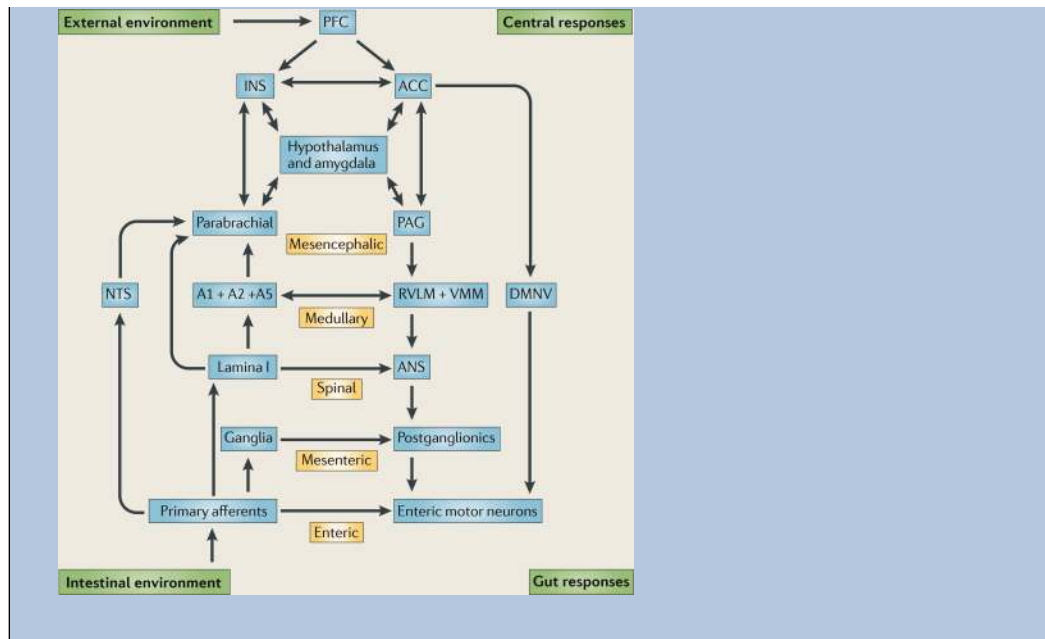 External environment
PFC
Central responses
INS
ACC
Hypothalamus
and amygdala
Parabrachial
PAG
Mesencephalic
NTS
A1 + A2 +A5
RVLM + VMM
DMNV
Medullary
Lamina I
ANS
Spinal
Ganglia
Postganglionics
Mesenteric
Primary afferents
Enteric motor neurons
Enteric
Intestinal environment
Gut responses